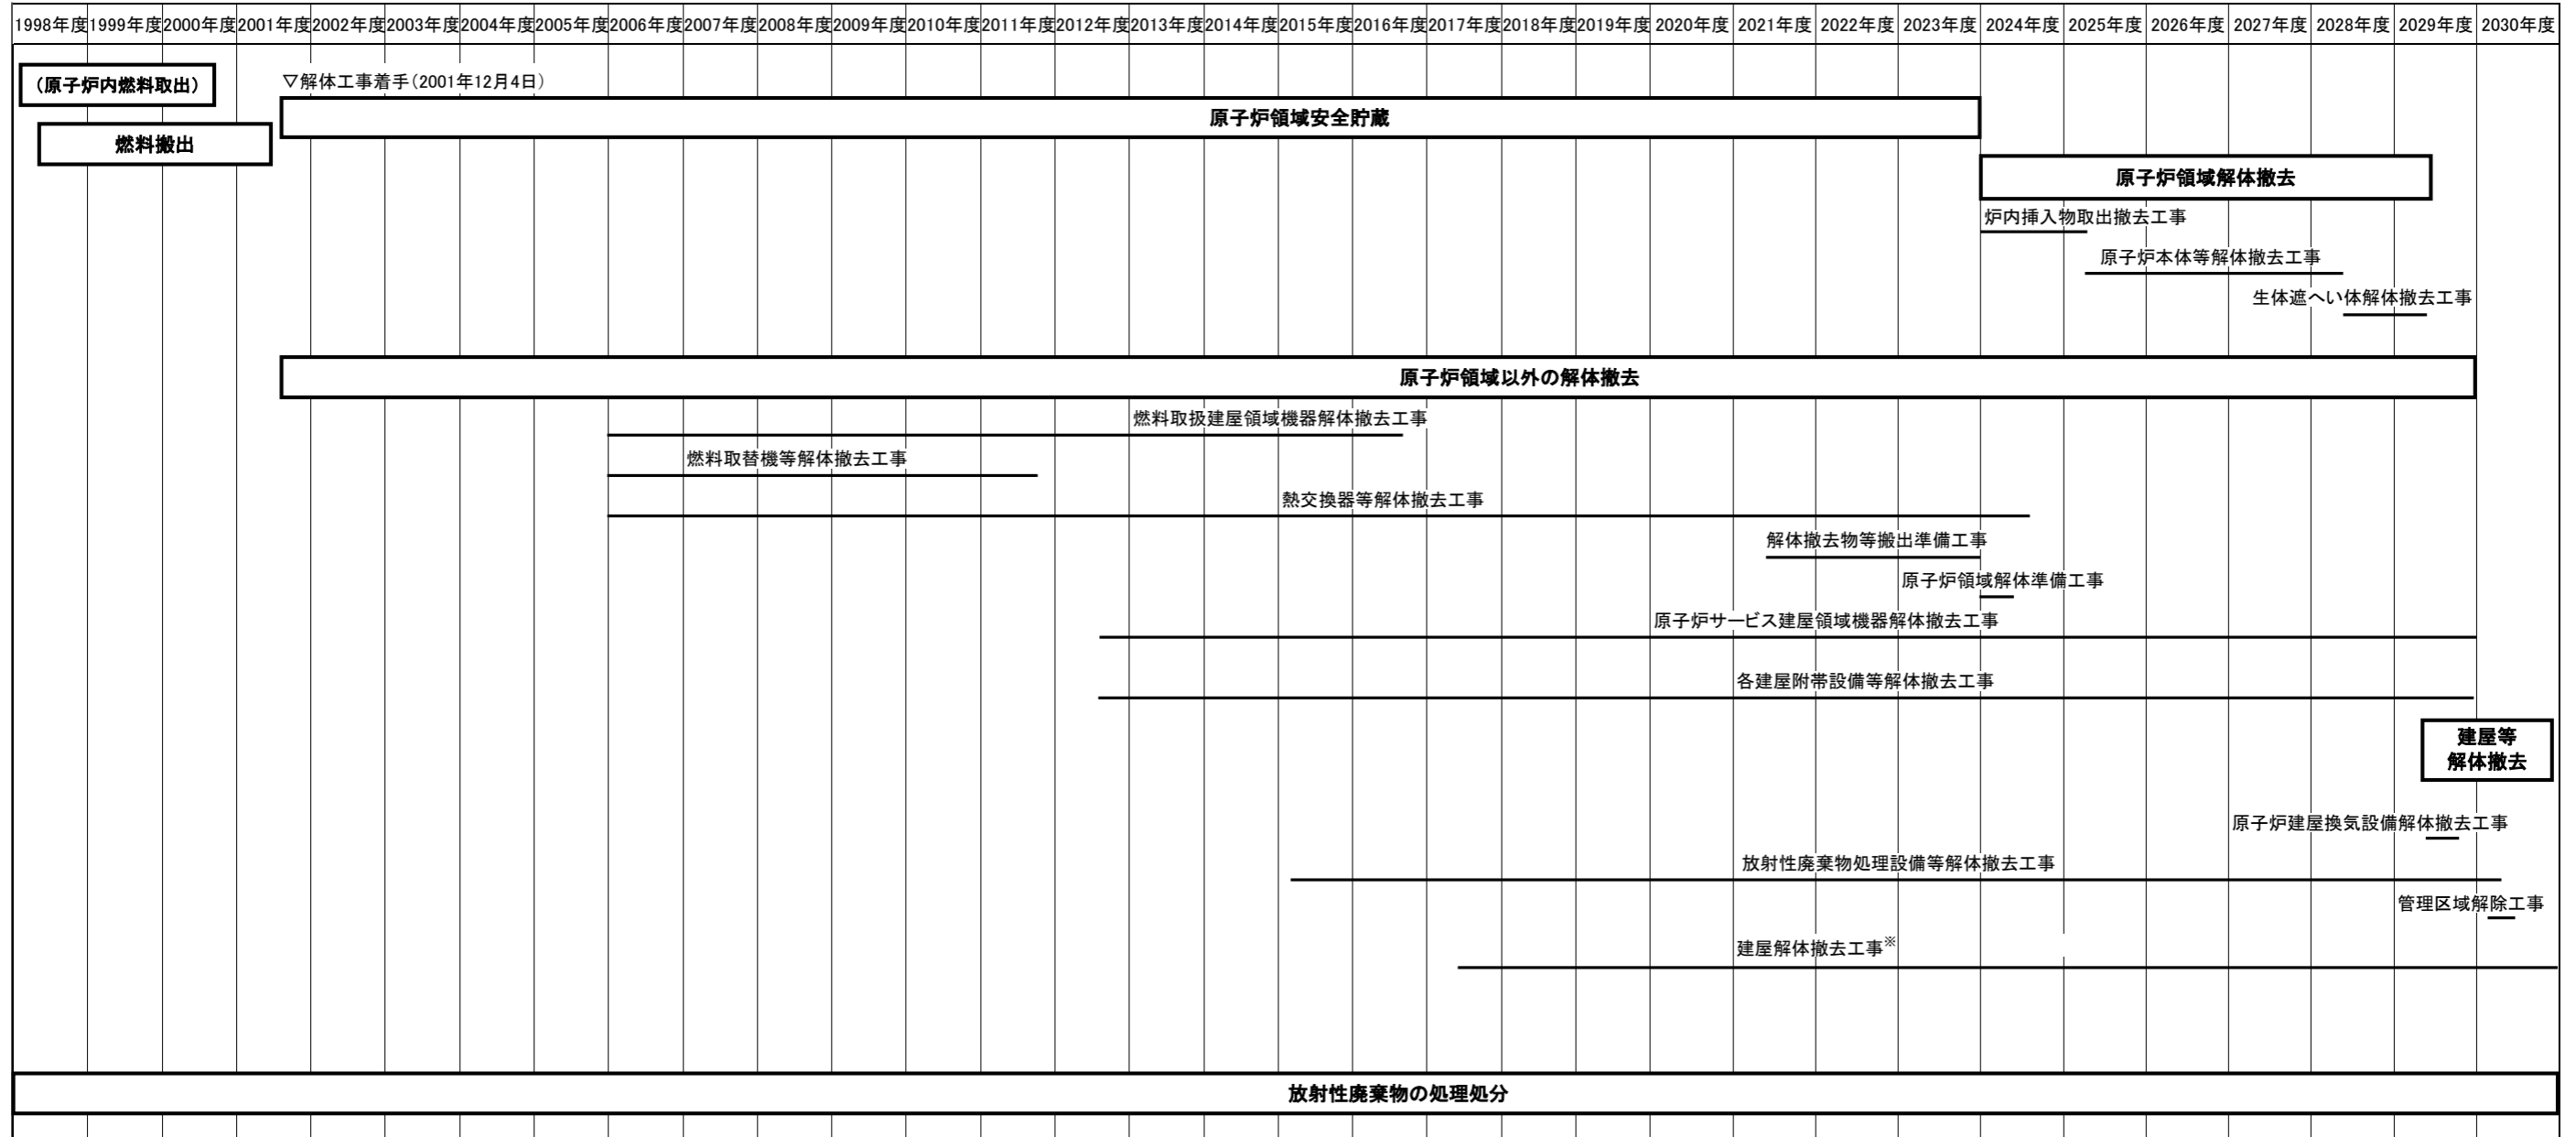 1998年度 1999年度 2000年度 2001年度 2002年度 2003年度 2004年度 2005年度 2006年度 2007年度 2008年度 2009年度 2010年度 2011年度 2012年度 2013年度 2014年度 2015年度 2016年度 2017年度 2018年度 2019年度 2020年度 2021年度 2022年度 2023年度 2024年度 2025年度 2026年度 2027年度 2028年度 2029年度 2030年度
(原子炉内燃料取出)
▽解体工事着手(2001年12月4日)
原子炉領域安全貯蔵
燃料搬出
原子炉領域解体撤去
炉内挿入物取出撤去工事
原子炉本体等解体撤去工事
生体遮へい体解体撤去工事
原子炉領域以外の解体撤去
燃料取扱建屋領域機器解体撤去工事
燃料取替機等解体撤去工事
熱交換器等解体撤去工事
解体撤去物等搬出準備工事
原子炉領域解体準備工事
原子炉サービス建屋領域機器解体撤去工事
各建屋附帯設備等解体撤去工事
建屋等
解体撤去
原子炉建屋換気設備解体撤去工事
放射性廃棄物処理設備等解体撤去工事
管理区域解除工事
建屋解体撤去工事※
放射性廃棄物の処理処分